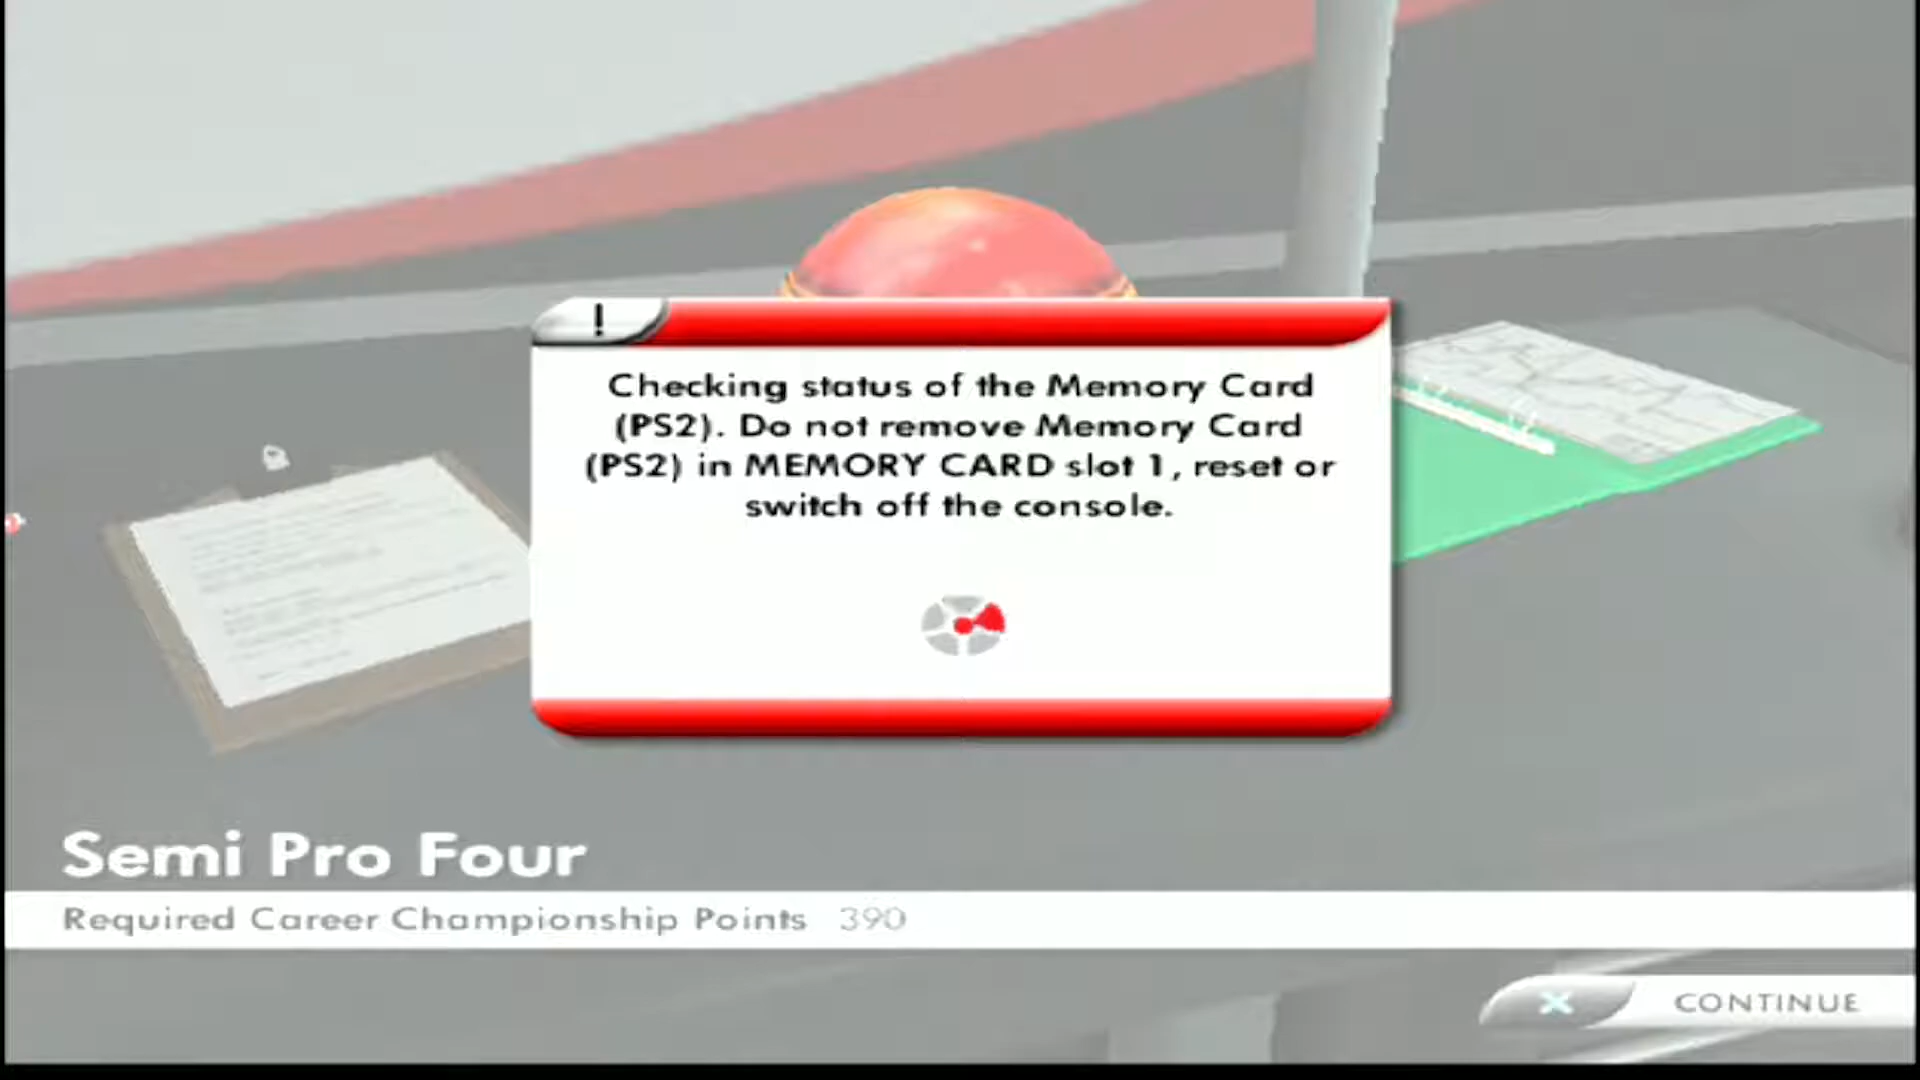 !
Checking status of the Memory Card
(PS2). Do not remove Memory Card
(PS2) in MEMORY CARD slot 1, reset or
switch off the console.
Semi Pro Four
Required Career Championship Points 390
CONTINUE